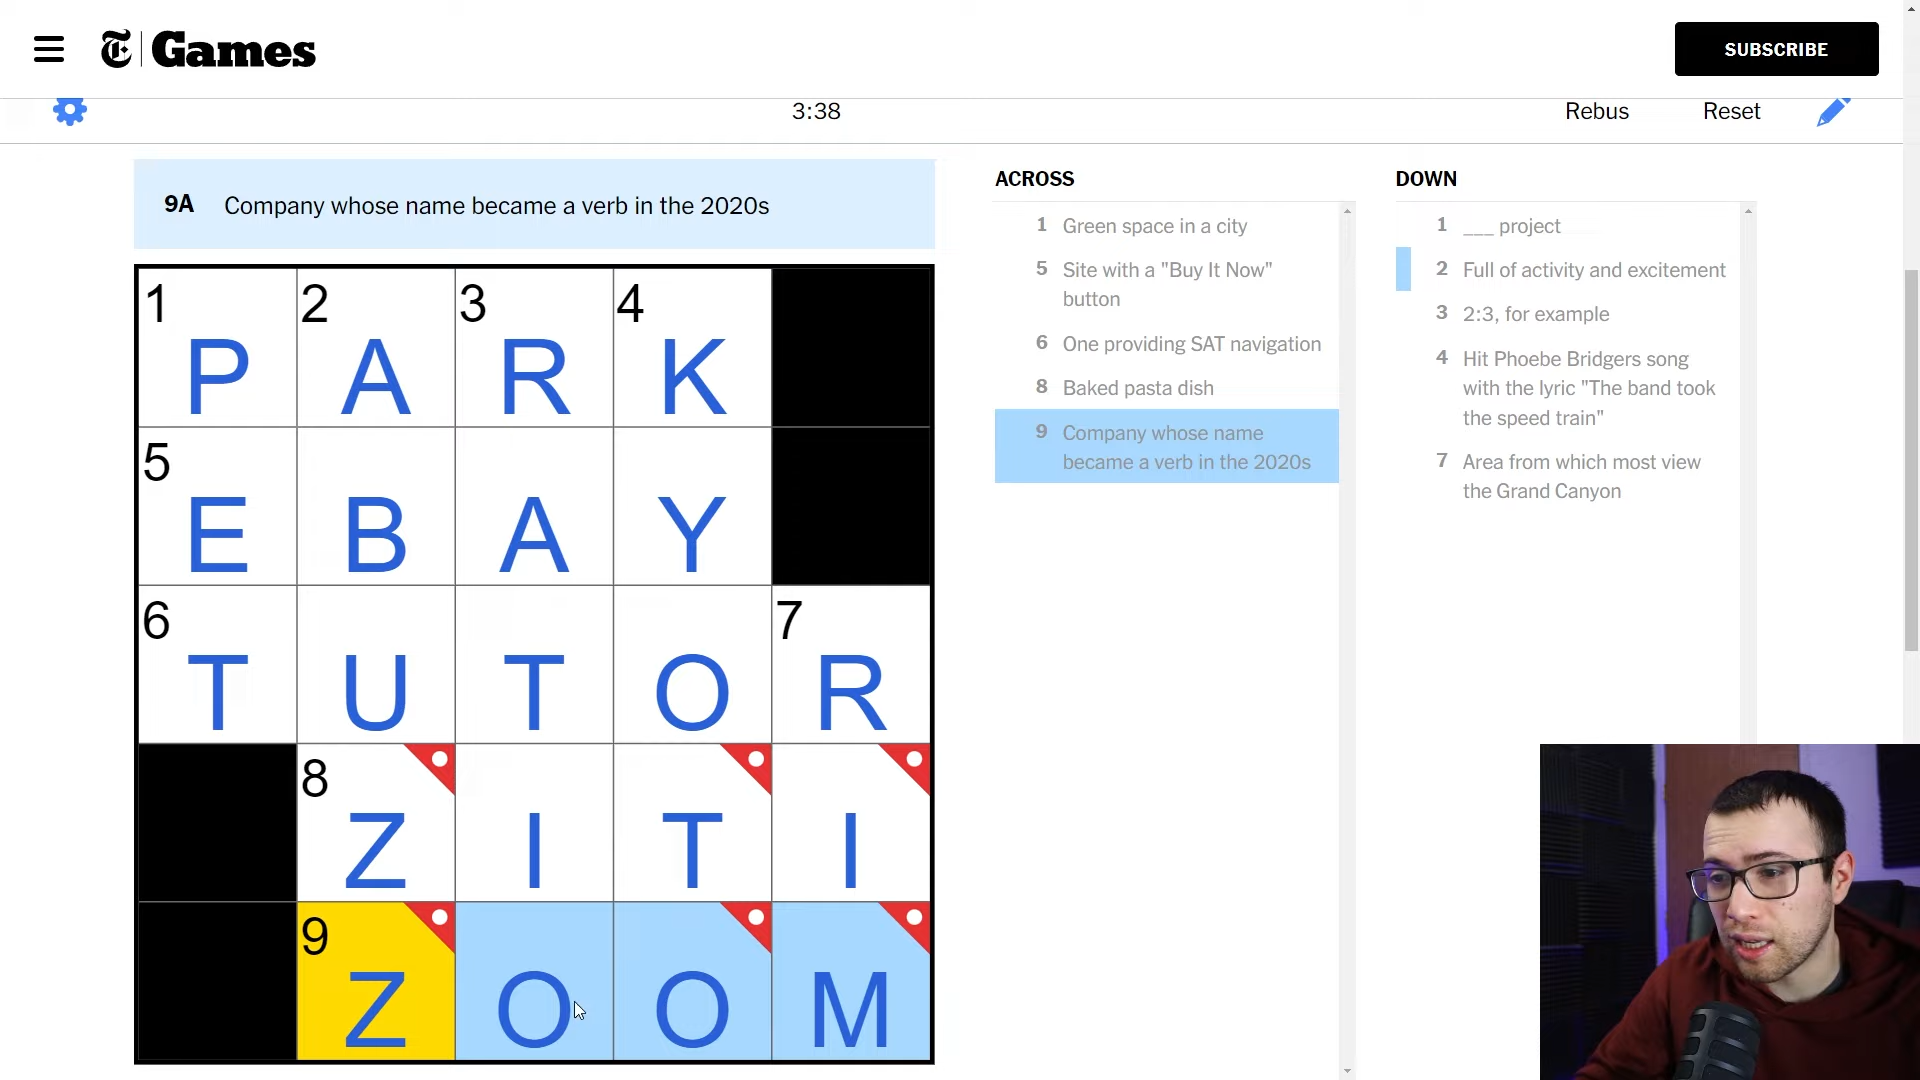 T Games
SUBSCRIBE
3:38
Rebus
Reset
9A Company whose name became a verb in the 2020s
1 2 3 4
P A R K
5
E B A Y
6 7
T U T O R
8
Z I T I
9
Z O O M
ACROSS
1 Green space in a city
5 Site with a "Buy It Now"
button
6 One providing SAT navigation
8 Baked pasta dish
9 Company whose name
became a verb in the 2020s
DOWN
1 ___ project
2 Full of activity and excitement
3 2:3, for example
4 Hit Phoebe Bridgers song
with the lyric "The band took
the speed train"
7 Area from which most view
the Grand Canyon